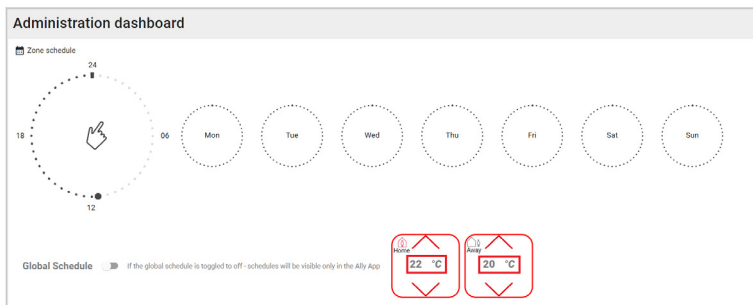 Administration dashboard
Zone schedule
24
18
06
Mon
Tue
Wed
Thu
Fri
Sat
Sun
12
Home
Away
22 °C
20 °C
Global Schedule
If the global schedule is toggled to off - schedules will be visible only in the Ally App